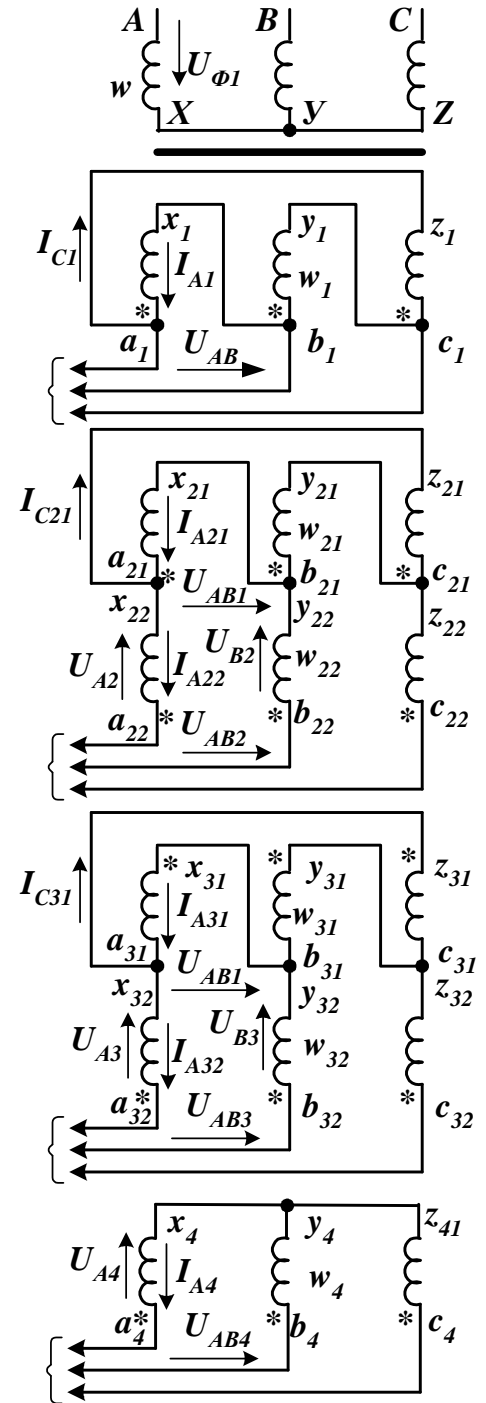 A B C
w U_Ф1
X У Z
x_1 y_1 z_1
I_C1 I_A1 w_1
* * *
a_1 b_1 c_1
U_AB
x_21 y_21 z_21
I_C21 I_A21 w_21
a_21 * * b_21 * c_21
x_22 U_AB1 y_22 z_22
U_A2 I_A22 U_B2 w_22
a_22 * * b_22 * c_22
U_AB2
* x_31 * y_31 * z_31
I_C31 I_A31 w_31
a_31 b_31 c_31
x_32 U_AB1 y_32 z_32
U_A3 I_A32 U_B3 w_32
a_32 * * b_32 * c_32
U_AB3
x_4 y_4 z_41
U_A4 I_A4 w_4
a_4 * * b_4 * c_4
U_AB4